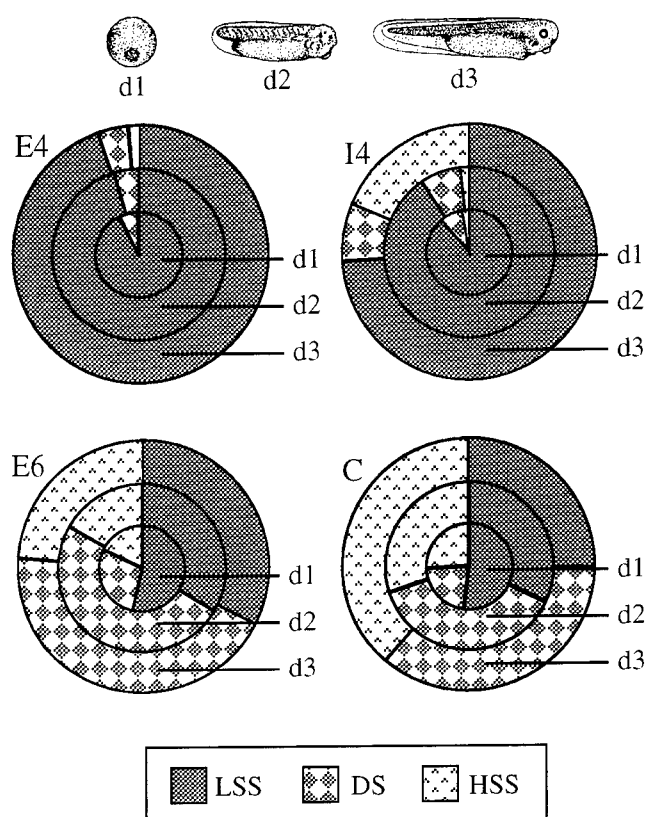 d1 d2 d3
E4 I4
d1 d1
d2 d2
d3 d3
E6 C
d1 d1
d2 d2
d3 d3
LSS DS HSS